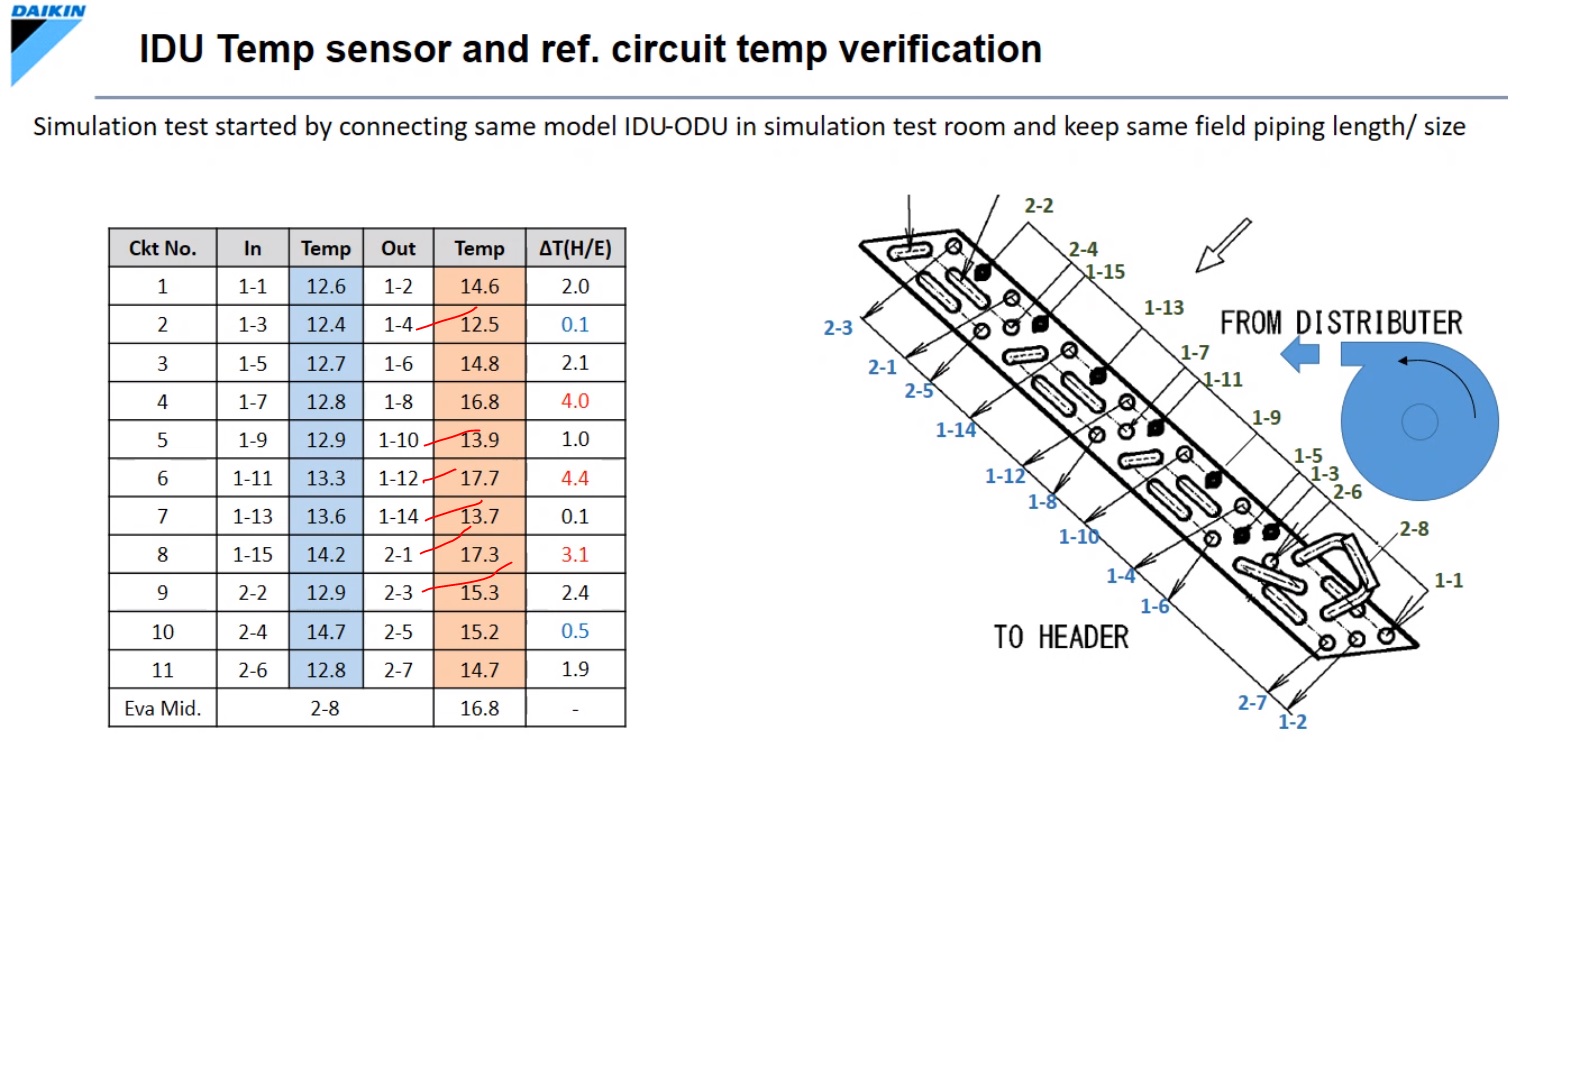 DAIKIN
IDU Temp sensor and ref. circuit temp verification
Simulation test started by connecting same model IDU-ODU in simulation test room and keep same field piping length/ size
Ckt No. In Temp Out Temp ΔT(H/E)
1 1-1 12.6 1-2 14.6 2.0
2 1-3 12.4 1-4 12.5 0.1
3 1-5 12.7 1-6 14.8 2.1
4 1-7 12.8 1-8 16.8 4.0
5 1-9 12.9 1-10 13.9 1.0
6 1-11 13.3 1-12 17.7 4.4
7 1-13 13.6 1-14 13.7 0.1
8 1-15 14.2 2-1 17.3 3.1
9 2-2 12.9 2-3 15.3 2.4
10 2-4 14.7 2-5 15.2 0.5
11 2-6 12.8 2-7 14.7 1.9
Eva Mid. 2-8 16.8 -
2-2
2-4
1-15
1-13
FROM DISTRIBUTER
1-7
1-11
1-9
1-5
1-3
2-6
2-8
1-1
2-3
2-1
2-5
1-14
1-12
1-8
1-10
1-4
1-6
TO HEADER
2-7
1-2